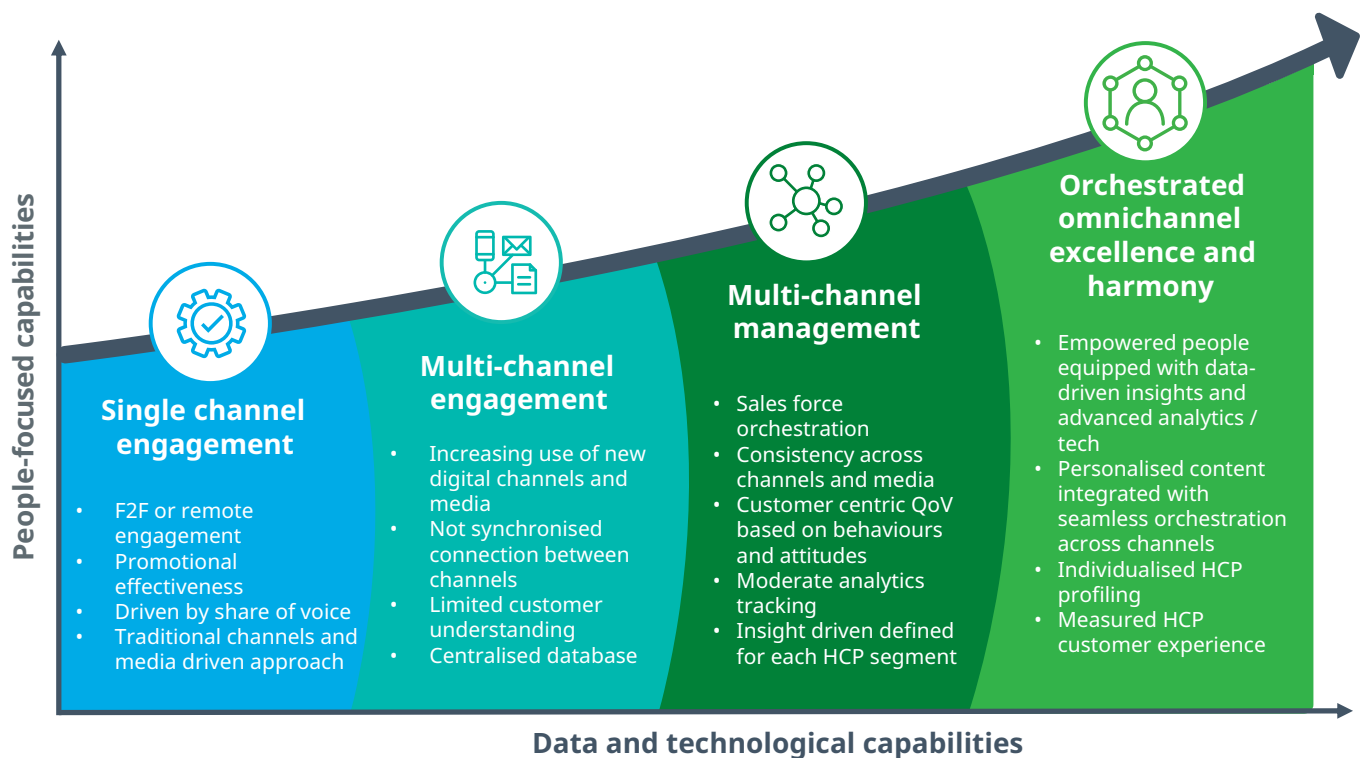 People-focused capabilities
Single channel
engagement
• F2F or remote
engagement
• Promotional
effectiveness
• Driven by share of voice
• Traditional channels and
media driven approach
Multi-channel
engagement
• Increasing use of new
digital channels and
media
• Not synchronised
connection between
channels
• Limited customer
understanding
• Centralised database
Multi-channel
management
• Sales force
orchestration
• Consistency across
channels and media
• Customer centric QoV
based on behaviours
and attitudes
• Moderate analytics
tracking
• Insight driven defined
for each HCP segment
Orchestrated
omnichannel
excellence and
harmony
• Empowered people
equipped with data-
driven insights and
advanced analytics /
tech
• Personalised content
integrated with
seamless orchestration
across channels
• Individualised HCP
profiling
• Measured HCP
customer experience
Data and technological capabilities